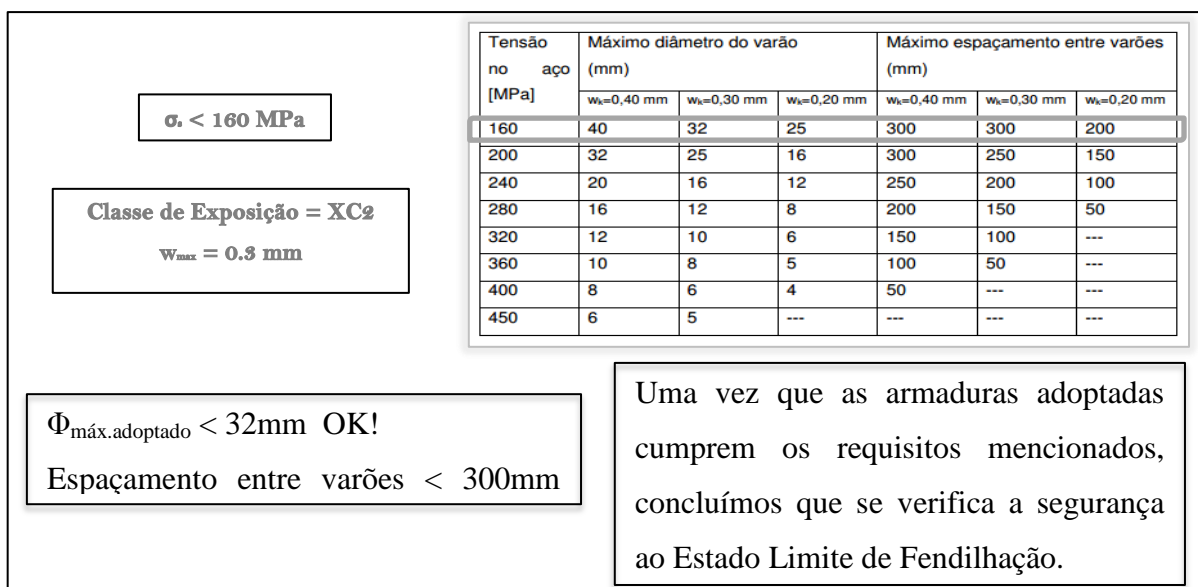 σₛ < 160 MPa
Classe de Exposição = XC2
wmax = 0.3 mm
Tensão no aço [MPa] Máximo diâmetro do varão (mm) Máximo espaçamento entre varões (mm)
wk=0,40 mm wk=0,30 mm wk=0,20 mm wk=0,40 mm wk=0,30 mm wk=0,20 mm
160 40 32 25 300 300 200
200 32 25 16 300 250 150
240 20 16 12 250 200 100
280 16 12 8 200 150 50
320 12 10 6 150 100 ---
360 10 8 5 100 50 ---
400 8 6 4 50 --- ---
450 6 5 --- --- --- ---
Φmáx.adoptado < 32mm OK!
Espaçamento entre varões < 300mm
Uma vez que as armaduras adoptadas
cumprem os requisitos mencionados,
concluímos que se verifica a segurança
ao Estado Limite de Fendilhação.